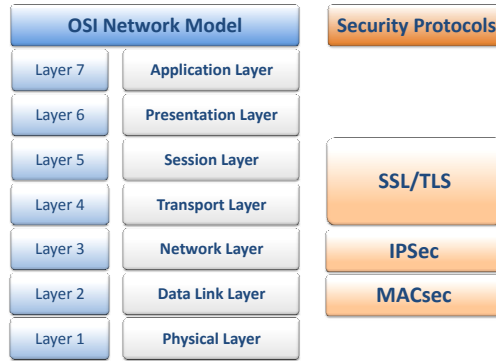 OSI Network Model Security Protocols
Layer 7 Application Layer
Layer 6 Presentation Layer
Layer 5 Session Layer
SSL/TLS
Layer 4 Transport Layer
Layer 3 Network Layer IPSec
Layer 2 Data Link Layer MACsec
Layer 1 Physical Layer